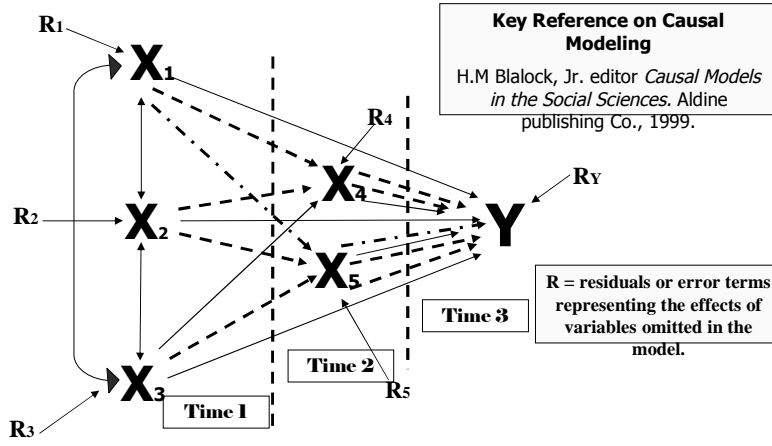 Key Reference on Causal
Modeling
H.M Blalock, Jr. editor Causal Models
in the Social Sciences. Aldine
publishing Co., 1999.
R1
X1
R4
X4
RY
R2
X2
Y
X5
R = residuals or error terms
representing the effects of
variables omitted in the
model.
Time 3
Time 2
X3
R5
Time 1
R3